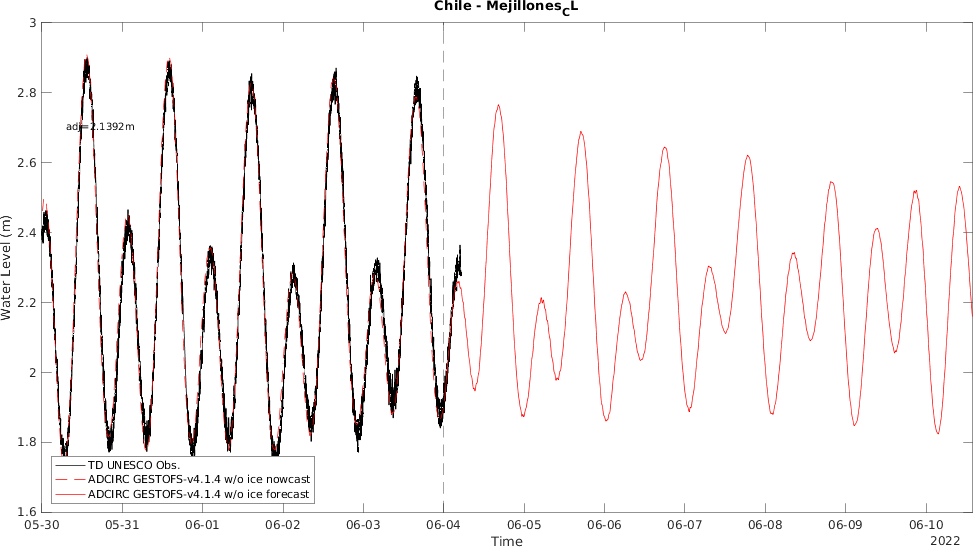 Chile - Mejillones_CL
3
2.8
adj=2.1392m
2.6
2.4
Water Level (m)
2.2
2
1.8
TD UNESCO Obs.
ADCIRC GESTOFS-v4.1.4 w/o ice nowcast
ADCIRC GESTOFS-v4.1.4 w/o ice forecast
1.6
05-30 05-31 06-01 06-02 06-03 06-04 06-05 06-06 06-07 06-08 06-09 06-10
Time
2022